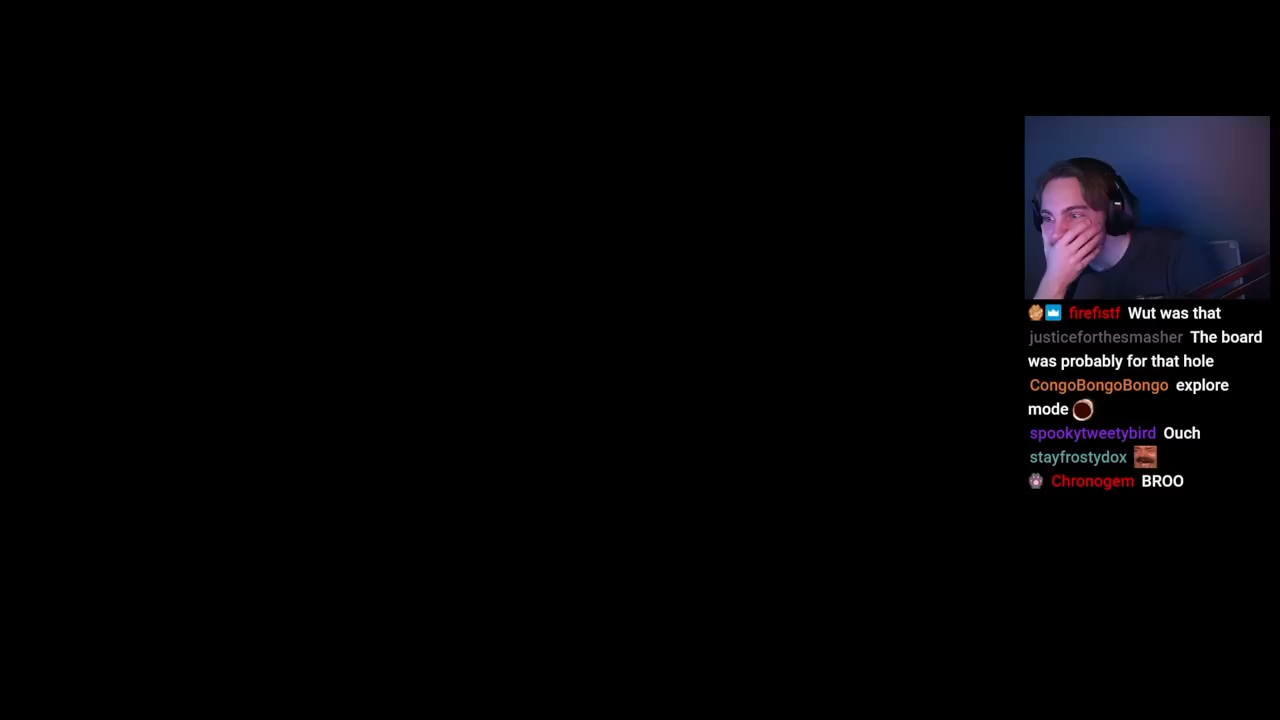 firefistf Wut was that
justiceforthesmasher The board
was probably for that hole
CongoBongoBongo explore
mode
spookytweetybird Ouch
stayfrostydox
Chronogem BROO